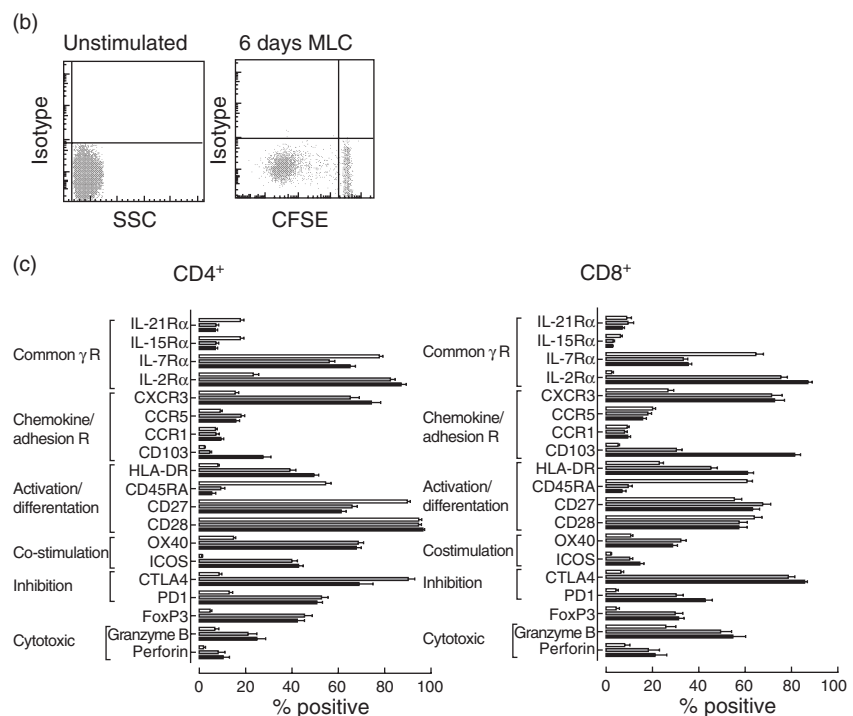 (b)
Unstimulated
6 days MLC
Isotype
Isotype
SSC
CFSE
(c)
CD4+
CD8+
Common γ R
IL-21Rα
IL-15Rα
IL-7Rα
IL-2Rα
Chemokine/
adhesion R
CXCR3
CCR5
CCR1
CD103
Activation/
differentation
HLA-DR
CD45RA
CD27
CD28
Co-stimulation
OX40
ICOS
Inhibition
CTLA4
PD1
FoxP3
Cytotoxic
Granzyme B
Perforin
0 20 40 60 80 100
% positive
Common γ R
IL-21Rα
IL-15Rα
IL-7Rα
IL-2Rα
Chemokine/
adhesion R
CXCR3
CCR5
CCR1
CD103
Activation/
differentation
HLA-DR
CD45RA
CD27
CD28
Costimulation
OX40
ICOS
Inhibition
CTLA4
PD1
FoxP3
Cytotoxic
Granzyme B
Perforin
0 20 40 60 80 100
% positive